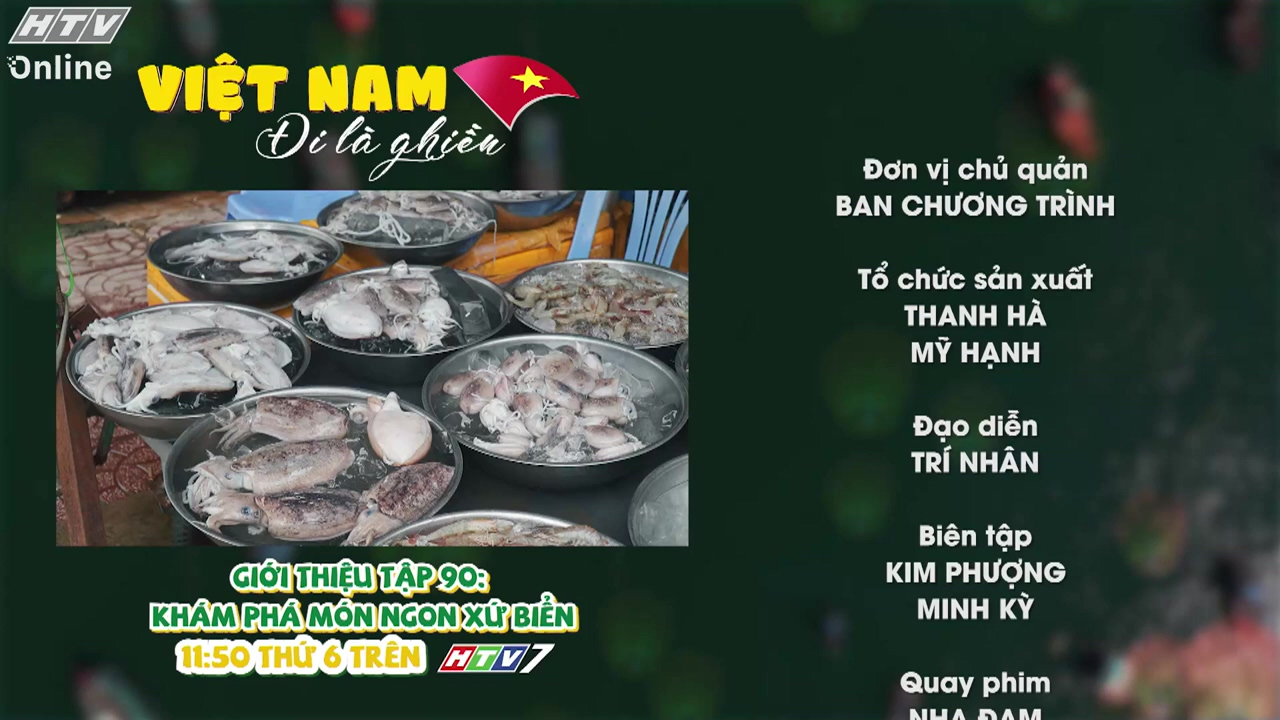 HTV
Online
VIỆT NAM
Đi là ghiền
GIỚI THIỆU TẬP 90:
KHÁM PHÁ MÓN NGON XỨ BIỂN
11:50 THỨ 6 TRÊN HTV7
Đơn vị chủ quản
BAN CHƯƠNG TRÌNH
Tổ chức sản xuất
THANH HÀ
MỸ HẠNH
Đạo diễn
TRÍ NHÂN
Biên tập
KIM PHƯỢNG
MINH KỲ
Quay phim